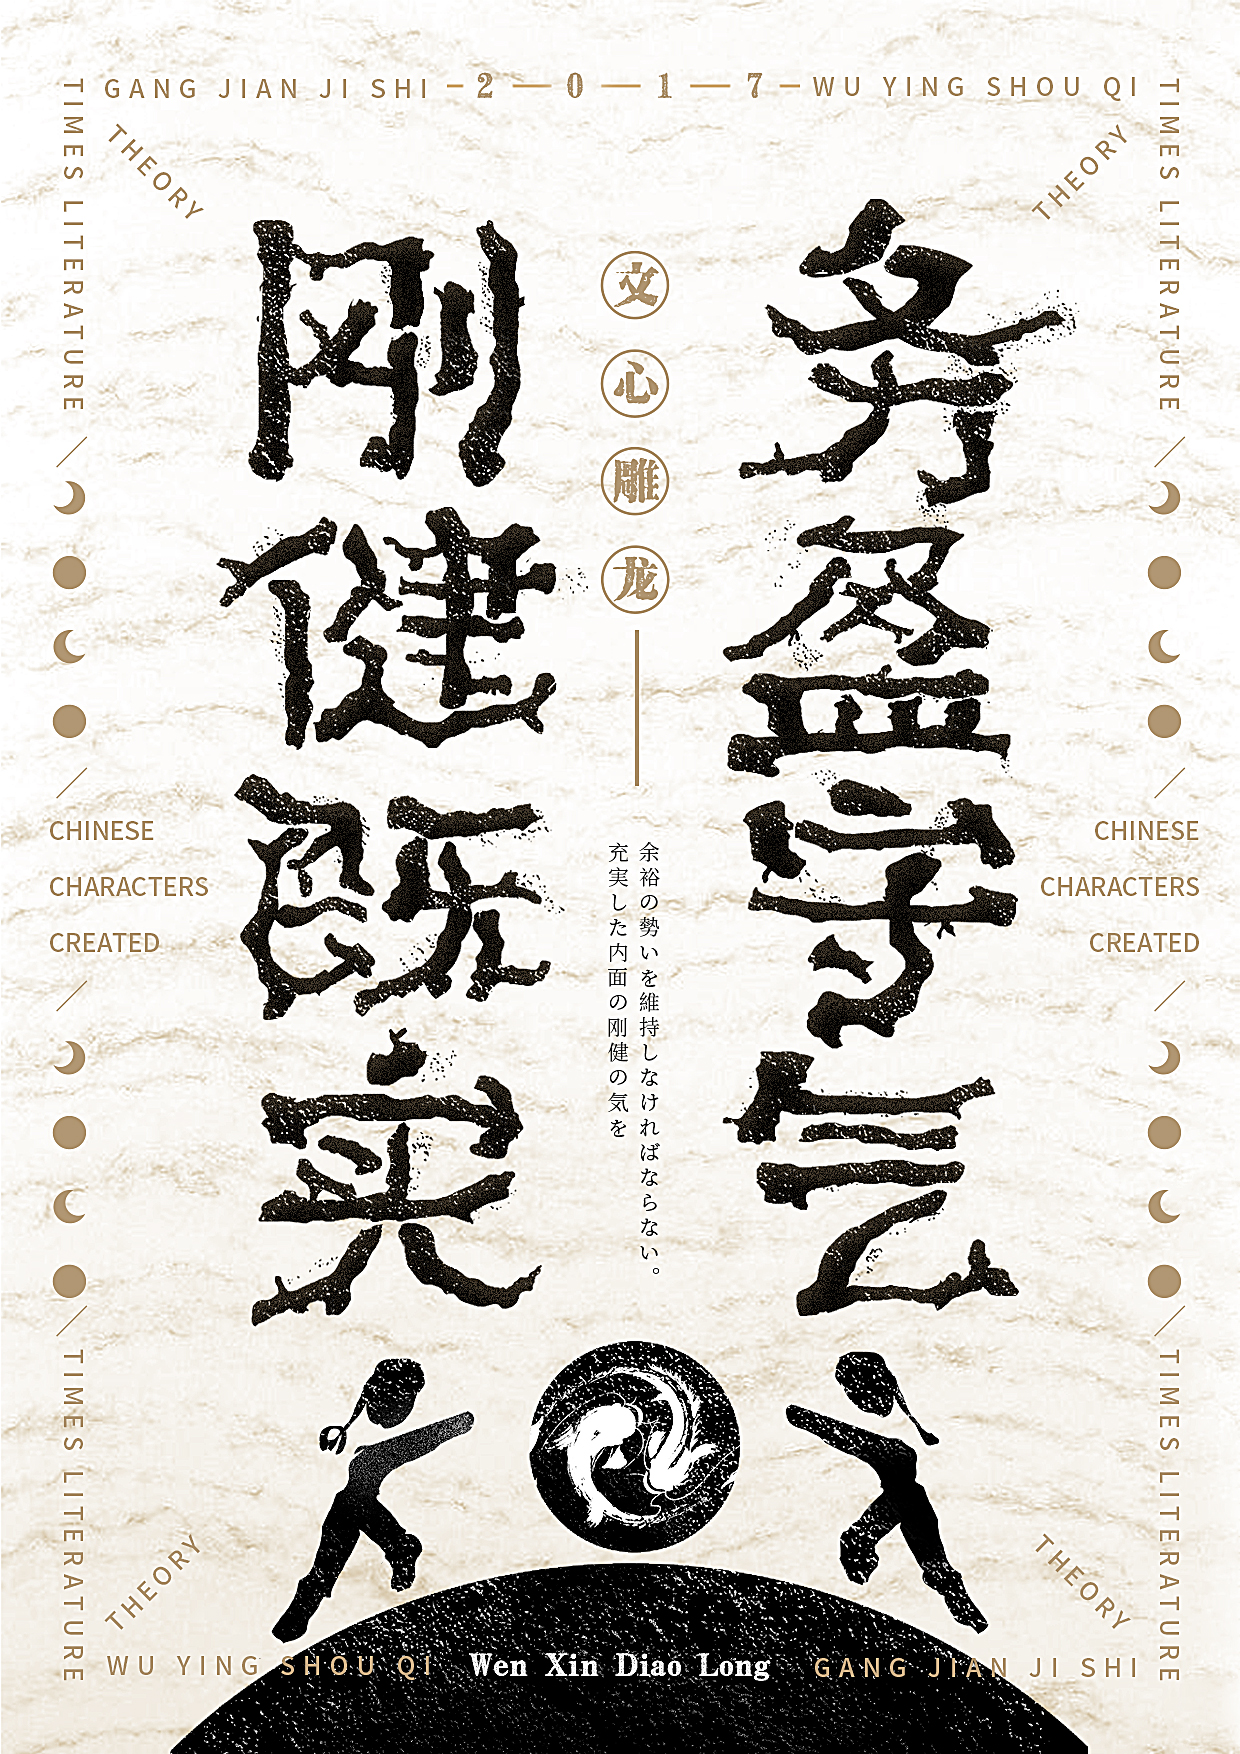 GANG JIAN JI SHI – 2 — 0 — 1 — 7 – WU YING SHOU QI
TIMES LITERATURE
TIMES LITERATURE
THEORY
THEORY
务盈守气
刚健既实
文心雕龙
余裕の勢いを維持しなければならない。
充実した内面の剛健の気を
CHINESE
CHARACTERS
CREATED
CHINESE
CHARACTERS
CREATED
TIMES LITERATURE
TIMES LITERATURE
THEORY
THEORY
WU YING SHOU QI
Wen Xin Diao Long
GANG JIAN JI SHI